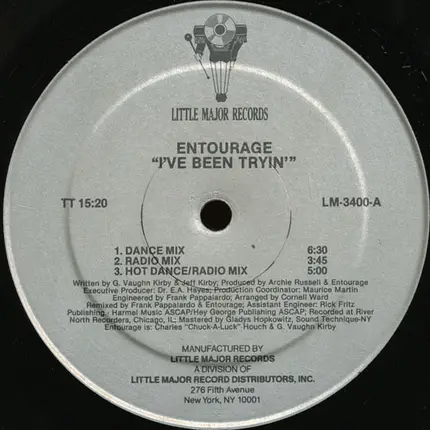 LITTLE MAJOR RECORDS
ENTOURAGE
"I'VE BEEN TRYIN'"
TT 15:20
LM-3400-A
1. DANCE MIX 6:30
2. RADIO MIX 3:45
3. HOT DANCE/RADIO MIX 5:00
Written by G. Vaughn Kirby & Jeff Kirby; Produced by Archie Russell & Entourage
Executive Producer: Dr. E.A. Hayes; Production Coordinator: Maurice Martin
Engineered by Frank Pappalardo; Arranged by Cornell Ward
Remixed by Frank Pappalardo & Entourage; Assistant Engineer: Rick Fritz
Publishing - Harmel Music ASCAP/Hey George Publishing ASCAP; Recorded at River
North Recorders, Chicago, IL; Mastered by Gladys Hopkowitz, Sound Technique-NY
Entourage is: Charles "Chuck-A-Luck" Houch & G. Vaughn Kirby
MANUFACTURED BY
LITTLE MAJOR RECORDS
A DIVISION OF
LITTLE MAJOR RECORD DISTRIBUTORS, INC.
276 Fifth Avenue
New York, NY 10001